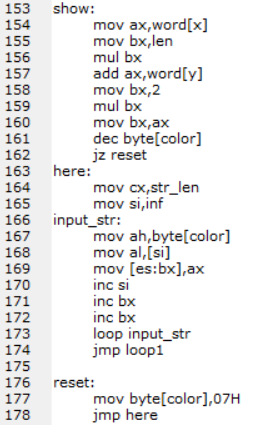 153 show:
154 mov ax,word[x]
155 mov bx,len
156 mul bx
157 add ax,word[y]
158 mov bx,2
159 mul bx
160 mov bx,ax
161 dec byte[color]
162 jz reset
163 here:
164 mov cx,str_len
165 mov si,inf
166 input_str:
167 mov ah,byte[color]
168 mov al,[si]
169 mov [es:bx],ax
170 inc si
171 inc bx
172 inc bx
173 loop input_str
174 jmp loop1
175
176 reset:
177 mov byte[color],07H
178 jmp here